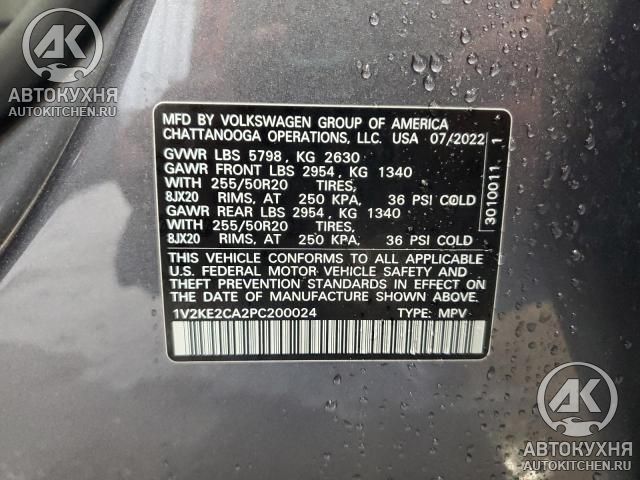 AK
АВТОКУХНЯ
AUTOKITCHEN.RU
MFD BY VOLKSWAGEN GROUP OF AMERICA
CHATTANOOGA OPERATIONS, LLC. USA 07/2022
GVWR LBS 5798, KG 2630
GAWR FRONT LBS 2954, KG 1340
WITH 255/50R20 TIRES,
8JX20 RIMS, AT 250 KPA, 36 PSI COLD
GAWR REAR LBS 2954, KG 1340
WITH 255/50R20 TIRES,
8JX20 RIMS, AT 250 KPA, 36 PSI COLD
THIS VEHICLE CONFORMS TO ALL APPLICABLE
U.S. FEDERAL MOTOR VEHICLE SAFETY AND
THEFT PREVENTION STANDARDS IN EFFECT ON
THE DATE OF MANUFACTURE SHOWN ABOVE.
1V2KE2CA2PC200024 TYPE: MPV
3010011 1
AK
АВТОКУХНЯ
AUTOKITCHEN.RU